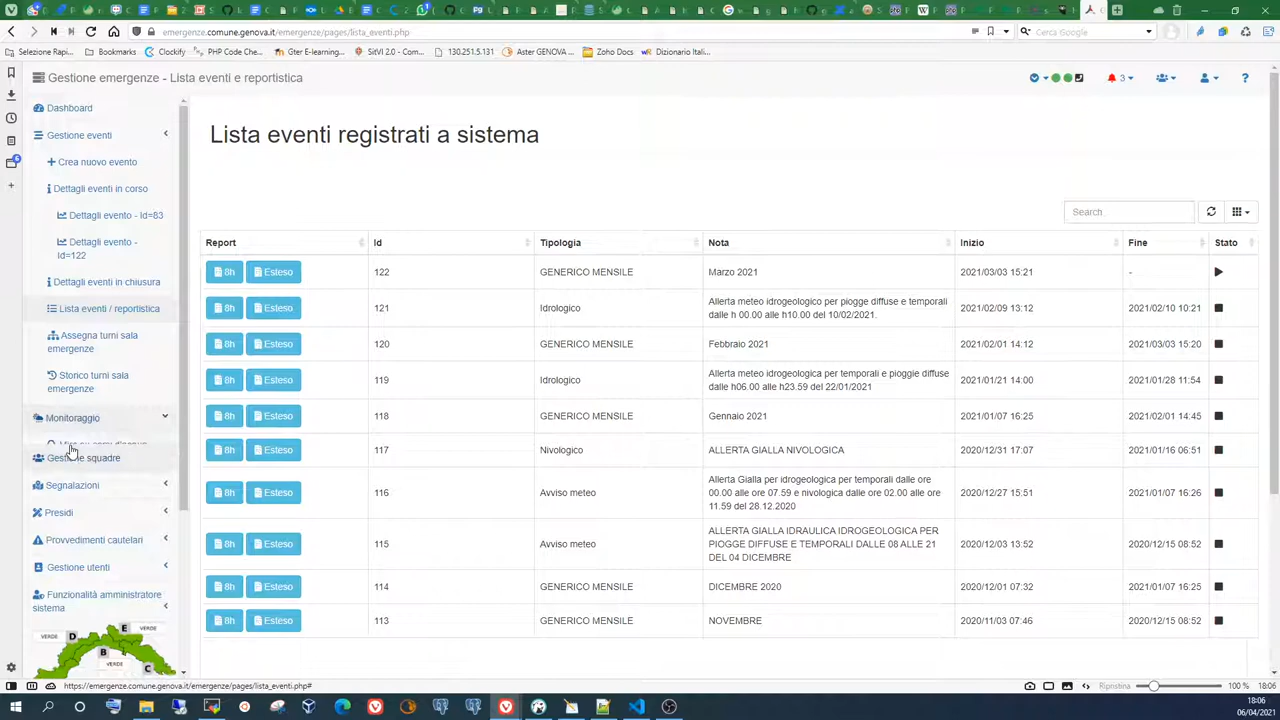 emergenze.comune.genova.it/emergenze/pages/lista_eventi.php
Cerca Google
Selezione Rapi...
Bookmarks
Clockify
PHP Code Che...
Gter E-learning...
SitVI 2.0 - Com...
130.251.5.131
Aster GENOVA ...
Zoho Docs
Dizionario Ital...
Gestione emergenze - Lista eventi e reportistica
3
?
Dashboard
Gestione eventi
Crea nuovo evento
Dettagli eventi in corso
Dettagli evento - Id=83
Dettagli evento -
Id=122
Dettagli eventi in chiusura
Lista eventi / reportistica
Assegna turni sala
emergenze
Storico turni sala
emergenze
Monitoraggio
Gestione squadre
Segnalazioni
Presidi
Provvedimenti cautelari
Gestione utenti
Funzionalità amministratore
sistema
VERDE
D
E
VERDE
B
VERDE
C
Lista eventi registrati a sistema
Search
Report Id Tipologia Nota Inizio Fine Stato
8h Esteso 122 GENERICO MENSILE Marzo 2021 2021/03/03 15:21 -
8h Esteso 121 Idrologico Allerta meteo idrogeologico per piogge diffuse e temporali
dalle h 00.00 alle h10.00 del 10/02/2021. 2021/02/09 13:12 2021/02/10 10:21
8h Esteso 120 GENERICO MENSILE Febbraio 2021 2021/02/01 14:12 2021/03/03 15:20
8h Esteso 119 Idrologico Allerta meteo idrogeologico per temporali e pioggie diffuse
dalle h06.00 alle h23.59 del 22/01/2021 2021/01/21 14:00 2021/01/28 11:54
8h Esteso 118 GENERICO MENSILE Gennaio 2021 2021/01/07 16:25 2021/02/01 14:45
8h Esteso 117 Nivologico ALLERTA GIALLA NIVOLOGICA 2020/12/31 17:07 2021/01/16 06:51
8h Esteso 116 Avviso meteo Allerta Gialla per idrogeologica per temporali dalle ore
00.00 alle ore 07.59 e nivologica dalle ore 02.00 alle ore
11.59 del 28.12.2020 2020/12/27 15:51 2021/01/07 16:26
8h Esteso 115 Avviso meteo ALLERTA GIALLA IDRAULICA IDROGEOLOGICA PER
PIOGGE DIFFUSE E TEMPORALI DALLE 08 ALLE 21
DEL 04 DICEMBRE 2020/12/03 13:52 2020/12/15 08:52
8h Esteso 114 GENERICO MENSILE DICEMBRE 2020 2020/12/01 07:32 2021/01/07 16:25
8h Esteso 113 GENERICO MENSILE NOVEMBRE 2020/11/03 07:46 2020/12/15 08:52
https://emergenze.comune.genova.it/emergenze/pages/lista_eventi.php#
Ripristina
100 %
18:06
18:06
06/04/2021